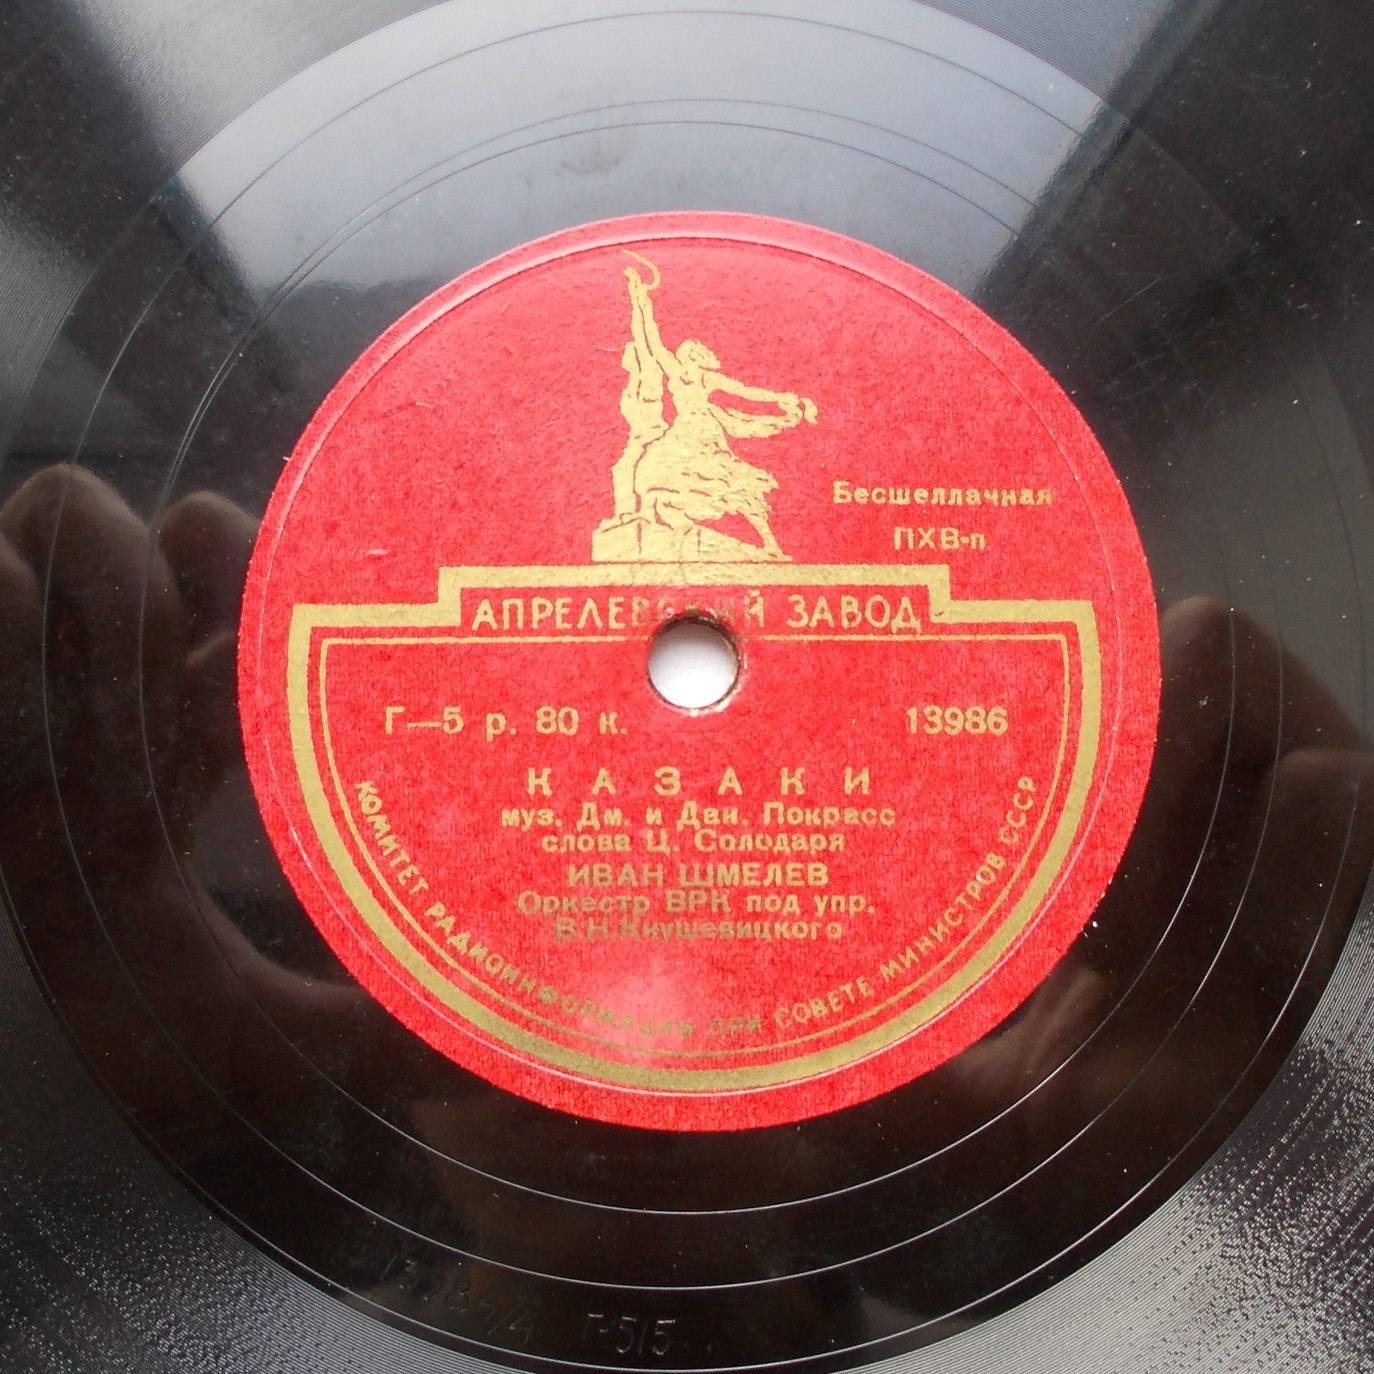 Бесшеллачная
ПХВ-п
АПРЕЛЕВСКИЙ ЗАВОД
Г—5 р. 80 к.
13986
КАЗАКИ
муз. Дм. и Дан. Покрасс
слова Ц. Солодаря
ИВАН ШМЕЛЕВ
Оркестр ВРК под упр.
В.Н.Кнушевицкого
КОМИТЕТ РАДИОИНФОРМАЦИИ ПРИ СОВЕТЕ МИНИСТРОВ СССР
Г-515